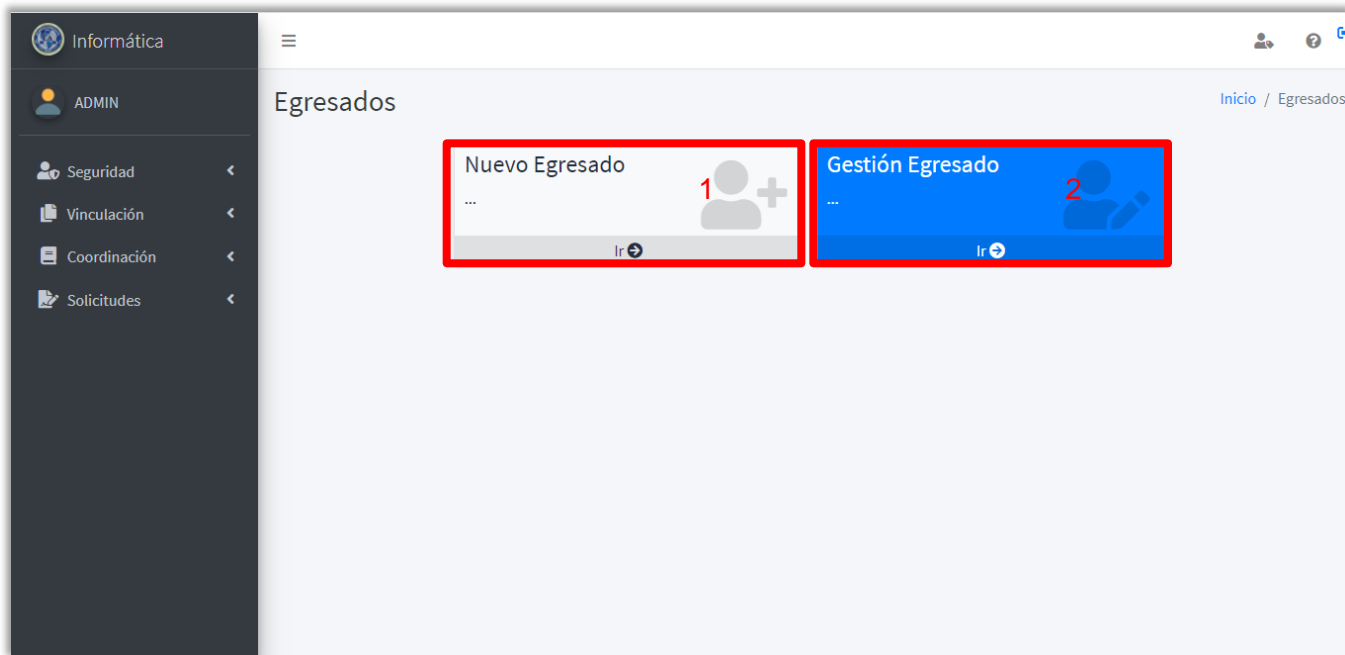 Informática
ADMIN
Seguridad
Vinculación
Coordinación
Solicitudes
Egresados
Inicio / Egresados
Nuevo Egresado
...
1
Ir
Gestión Egresado
...
2
Ir